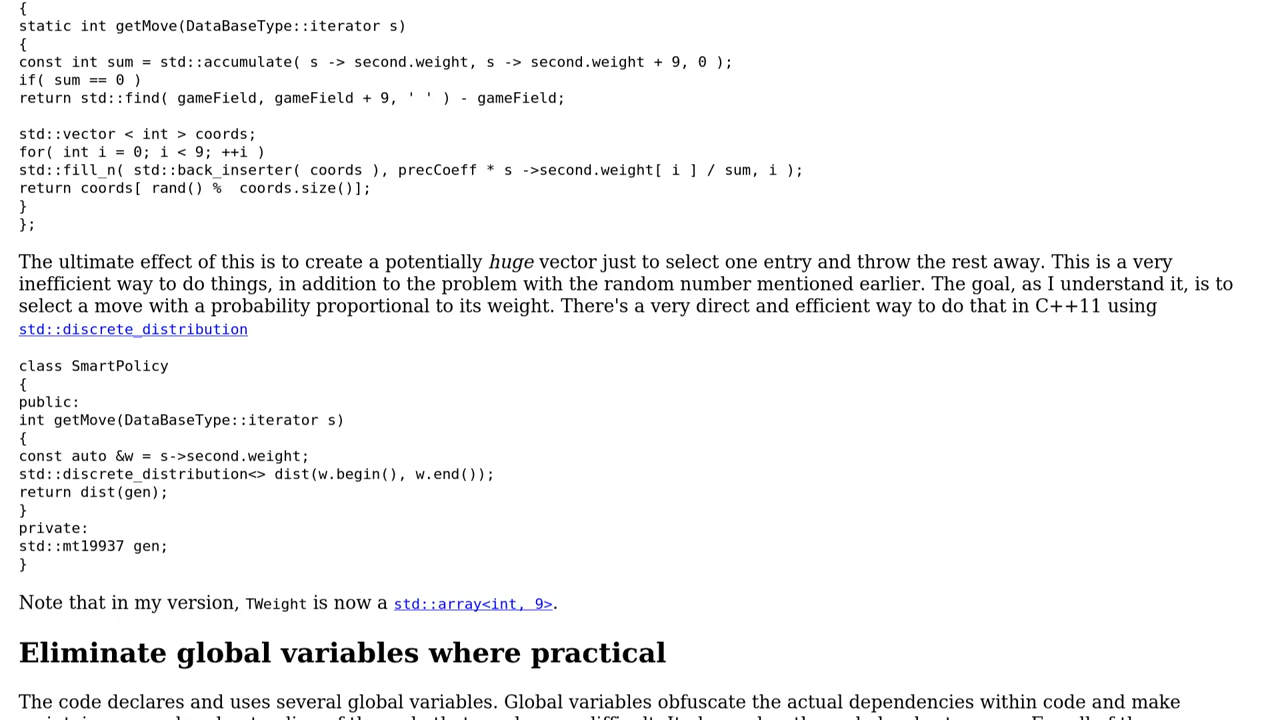 {
static int getMove(DataBaseType::iterator s)
{
const int sum = std::accumulate( s -> second.weight, s -> second.weight + 9, 0 );
if( sum == 0 )
return std::find( gameField, gameField + 9, ' ' ) - gameField;
std::vector < int > coords;
for( int i = 0; i < 9; ++i )
std::fill_n( std::back_inserter( coords ), precCoeff * s ->second.weight[ i ] / sum, i );
return coords[ rand() %  coords.size()];
}
};
The ultimate effect of this is to create a potentially huge vector just to select one entry and throw the rest away. This is a very
inefficient way to do things, in addition to the problem with the random number mentioned earlier. The goal, as I understand it, is to
select a move with a probability proportional to its weight. There's a very direct and efficient way to do that in C++11 using
std::discrete_distribution
class SmartPolicy
{
public:
int getMove(DataBaseType::iterator s)
{
const auto &w = s->second.weight;
std::discrete_distribution<> dist(w.begin(), w.end());
return dist(gen);
}
private:
std::mt19937 gen;
}
Note that in my version, TWeight is now a std::array<int, 9>.
Eliminate global variables where practical
The code declares and uses several global variables. Global variables obfuscate the actual dependencies within code and make